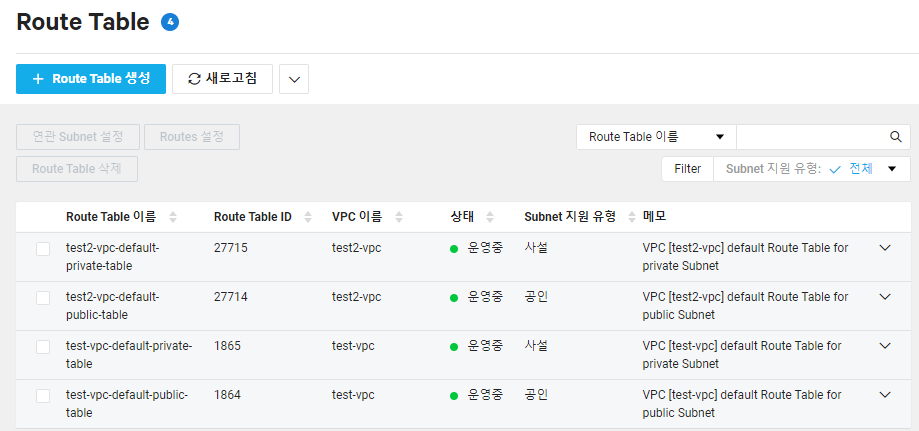 Route Table 4
+ Route Table 생성 새로고침
연관 Subnet 설정 Routes 설정 Route Table 이름
Route Table 삭제 Filter Subnet 지원 유형: 전체
Route Table 이름 Route Table ID VPC 이름 상태 Subnet 지원 유형 메모
test2-vpc-default- 27715 test2-vpc 운영중 사설 VPC [test2-vpc] default Route Table for
private-table private Subnet
test2-vpc-default- 27714 test2-vpc 운영중 공인 VPC [test2-vpc] default Route Table for
public-table public Subnet
test-vpc-default-private- 1865 test-vpc 운영중 사설 VPC [test-vpc] default Route Table for
table private Subnet
test-vpc-default-public- 1864 test-vpc 운영중 공인 VPC [test-vpc] default Route Table for
table public Subnet